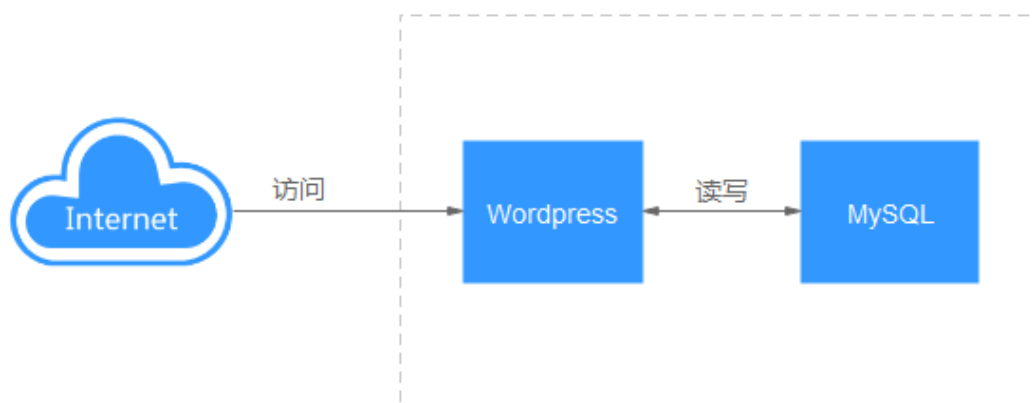 Internet
访问
Wordpress
读写
MySQL